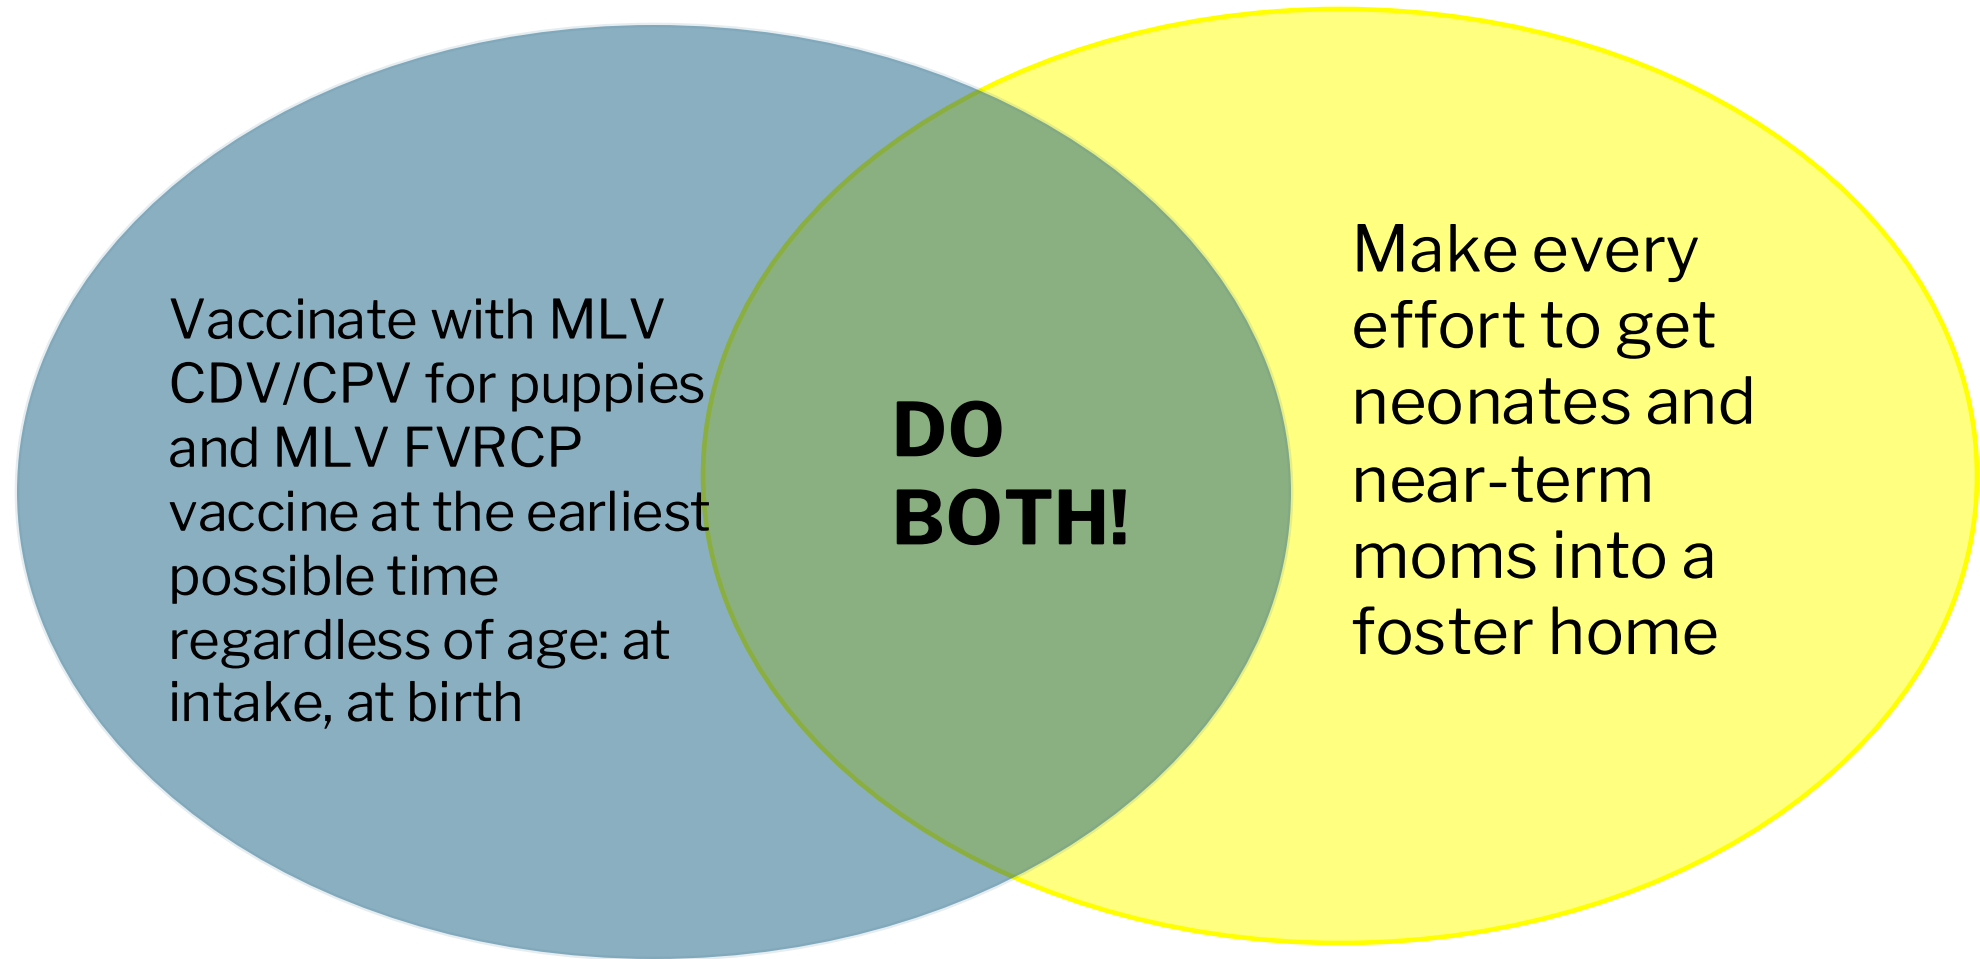 Vaccinate with MLV
CDV/CPV for puppies
and MLV FVRCP
vaccine at the earliest
possible time
regardless of age: at
intake, at birth
DO
BOTH!
Make every
effort to get
neonates and
near-term
moms into a
foster home